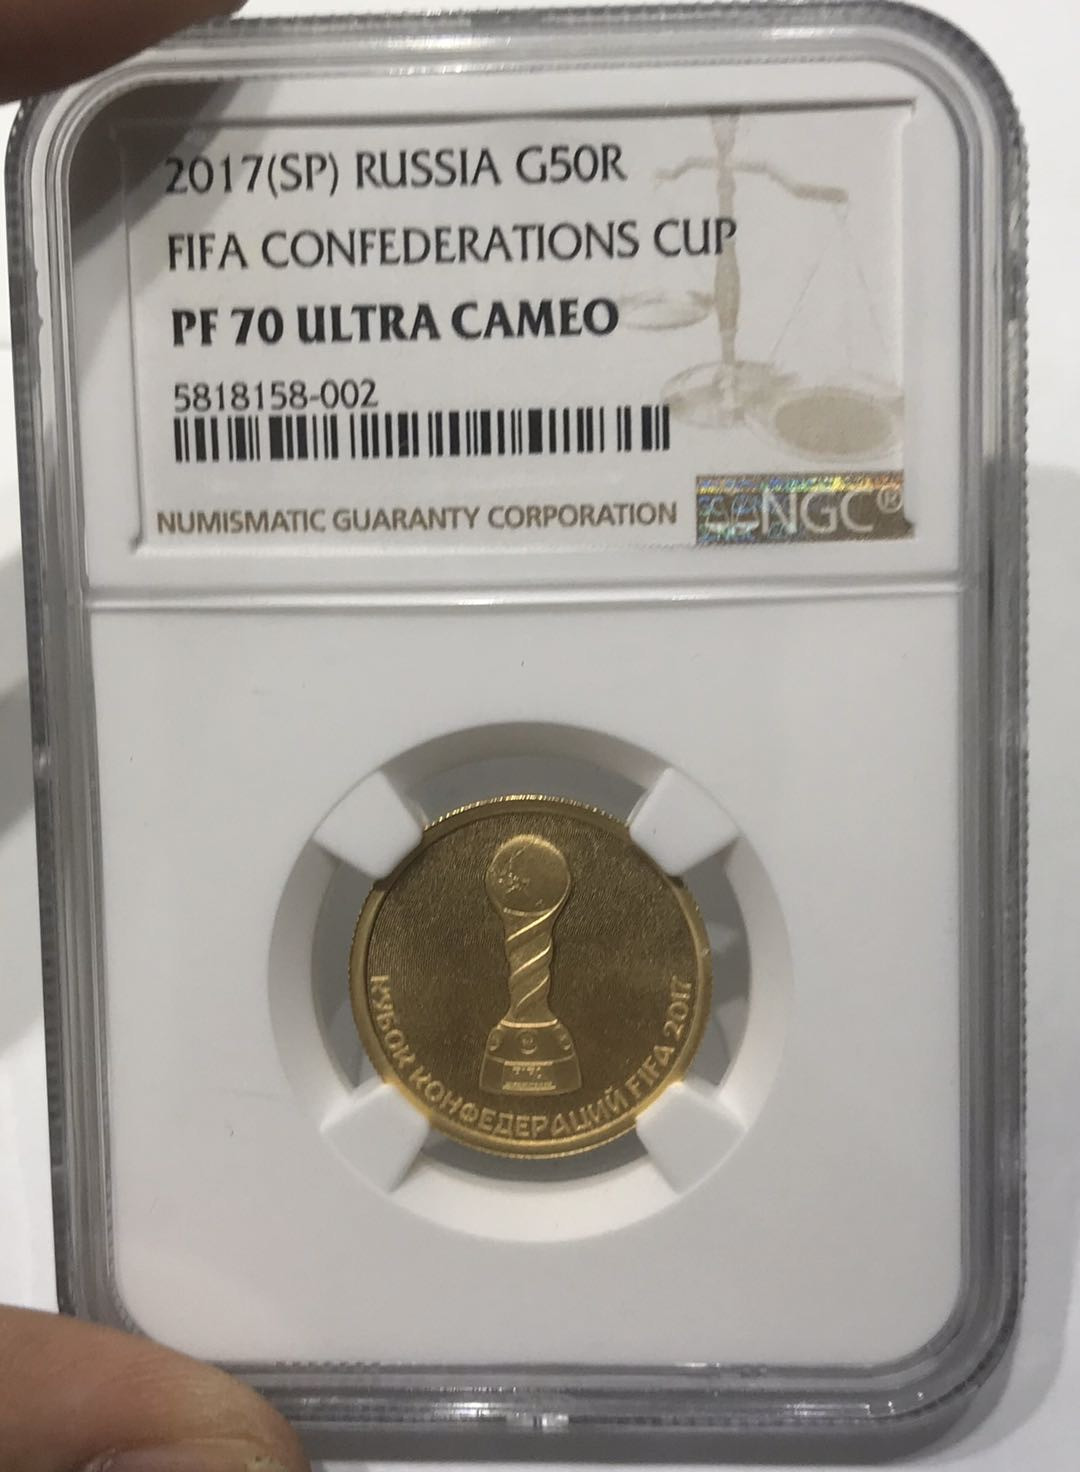 2017(SP) RUSSIA G50R
FIFA CONFEDERATIONS CUP
PF 70 ULTRA CAMEO
5818158-002
NUMISMATIC GUARANTY CORPORATION
NGC®
КУБОК КОНФЕДЕРАЦИЙ FIFA 2017
FIFA